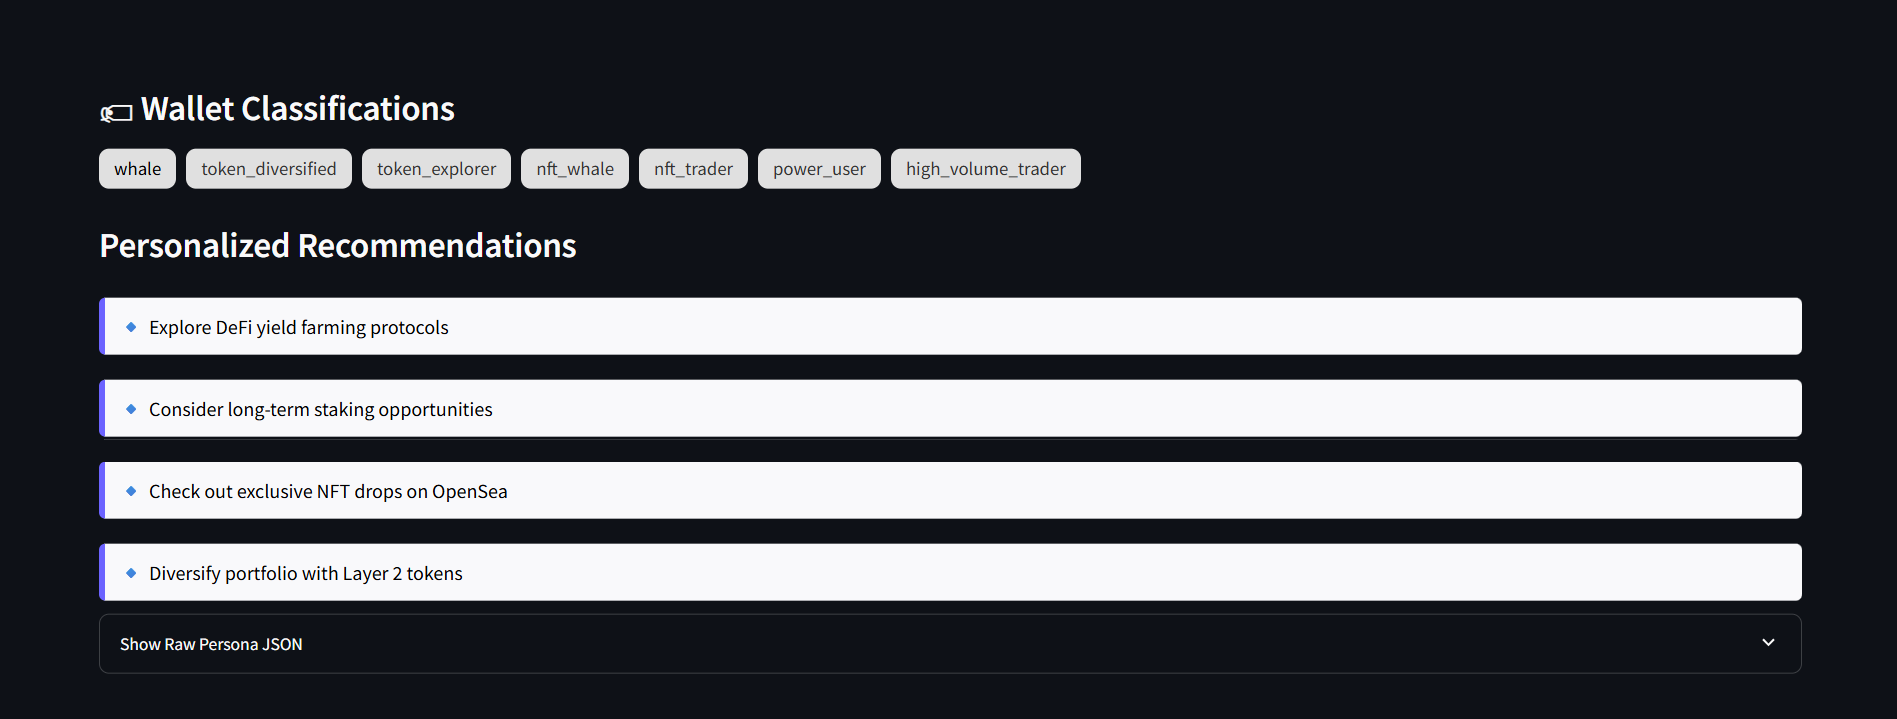 Wallet Classifications
whale token_diversified token_explorer nft_whale nft_trader power_user high_volume_trader
Personalized Recommendations
Explore DeFi yield farming protocols
Consider long-term staking opportunities
Check out exclusive NFT drops on OpenSea
Diversify portfolio with Layer 2 tokens
Show Raw Persona JSON